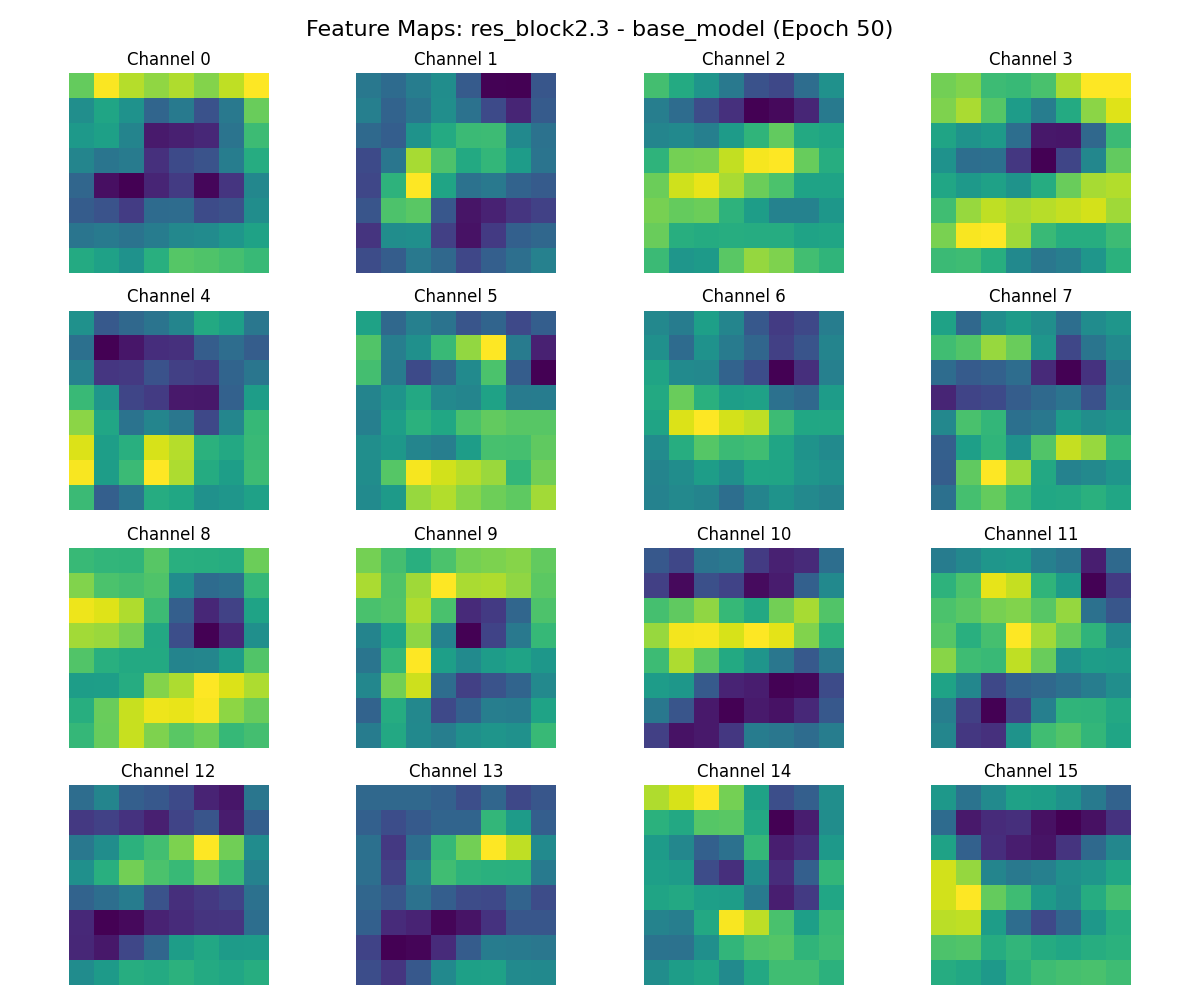 Feature Maps: res_block2.3 - base_model (Epoch 50)
Channel 0 Channel 1 Channel 2 Channel 3
Channel 4 Channel 5 Channel 6 Channel 7
Channel 8 Channel 9 Channel 10 Channel 11
Channel 12 Channel 13 Channel 14 Channel 15